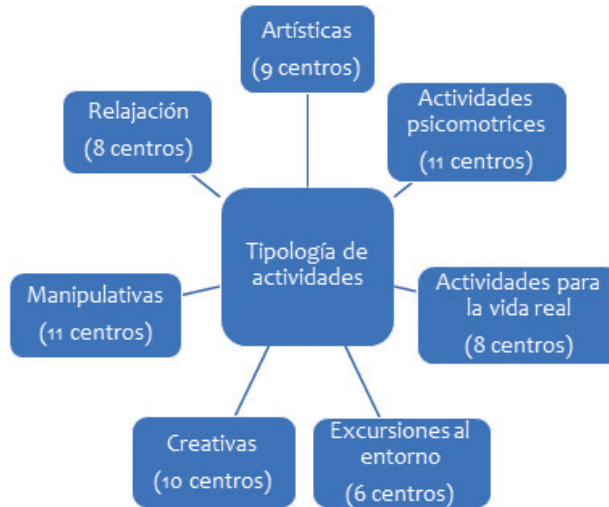 Artísticas
(9 centros)
Actividades
psicomotrices
(11 centros)
Relajación
(8 centros)
Tipología de
actividades
Manipulativas
(11 centros)
Actividades para
la vida real
(8 centros)
Creativas
(10 centros)
Excursiones al
entorno
(6 centros)